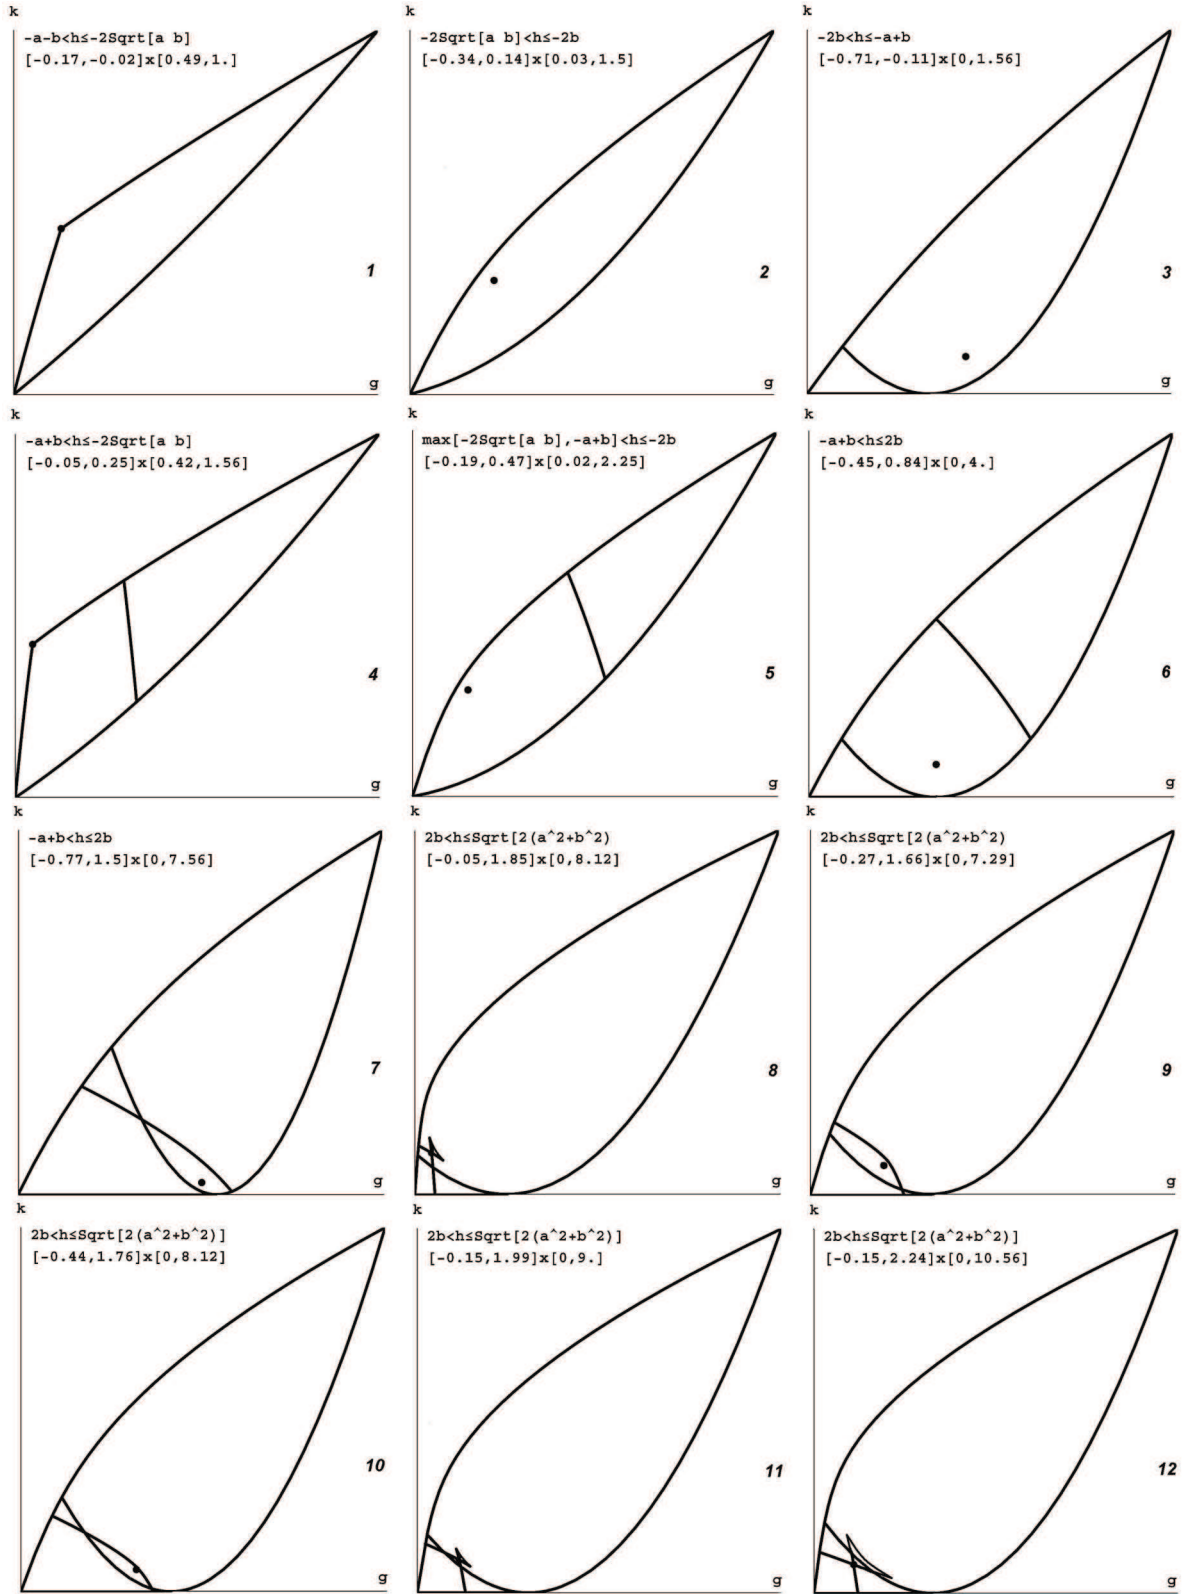 k
-a-b<h≤-2Sqrt[a b]
[-0.17,-0.02]x[0.49,1.]
1
g
k
-2Sqrt[a b]<h≤-2b
[-0.34,0.14]x[0.03,1.5]
2
g
k
-2b<h≤-a+b
[-0.71,-0.11]x[0,1.56]
3
g
k
-a+b<h≤-2Sqrt[a b]
[-0.05,0.25]x[0.42,1.56]
4
g
k
max[-2Sqrt[a b],-a+b]<h≤-2b
[-0.19,0.47]x[0.02,2.25]
5
g
k
-a+b<h≤2b
[-0.45,0.84]x[0,4.]
6
g
k
-a+b<h≤2b
[-0.77,1.5]x[0,7.56]
7
g
k
2b<h≤Sqrt[2(a^2+b^2)
[-0.05,1.85]x[0,8.12]
8
g
k
2b<h≤Sqrt[2(a^2+b^2)
[-0.27,1.66]x[0,7.29]
9
g
k
2b<h≤Sqrt[2(a^2+b^2)]
[-0.44,1.76]x[0,8.12]
10
g
k
2b<h≤Sqrt[2(a^2+b^2)]
[-0.15,1.99]x[0,9.]
11
g
k
2b<h≤Sqrt[2(a^2+b^2)]
[-0.15,2.24]x[0,10.56]
12
g